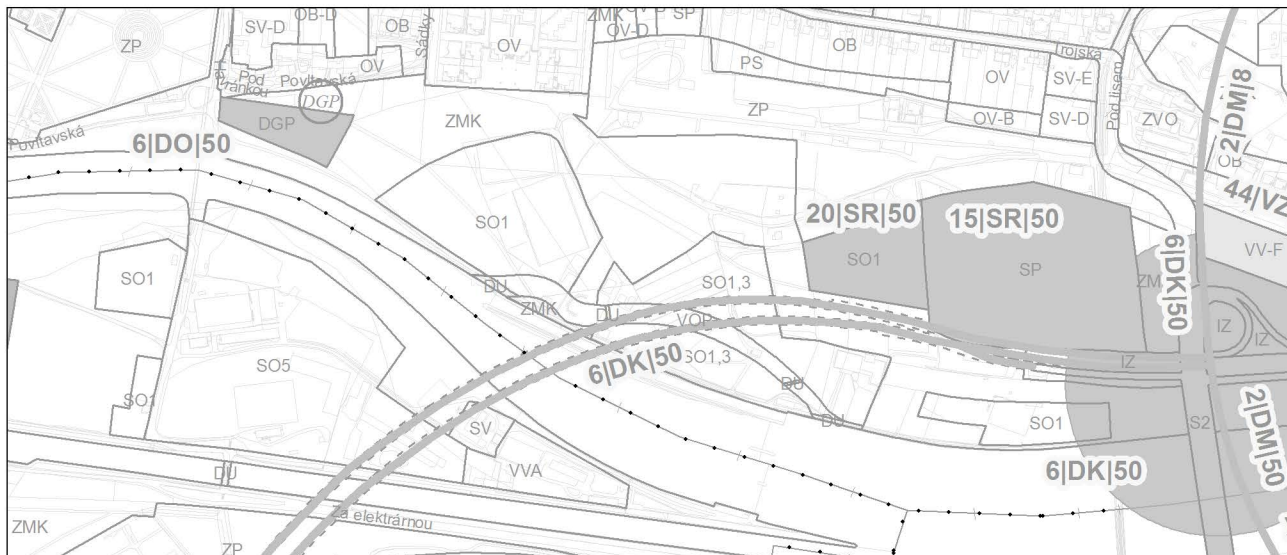 ZP
SV-D
OB-D
OB
Sádky
OV
ZMK
OV-D
SP
OB
Trojská
PS
OV
SV-E
Pod lisem
2|DM|8
OV
Povltavská
Pod
Vránkou
DGP
DGP
ZMK
ZP
OV-B
SV-D
ZVO
OB
Povltavská
6|DO|50
44|VZ
SO1
20|SR|50
15|SR|50
SO1
SP
6|DK|50
VV-F
SO1
DU
ZMK
SO1,3
DU
VOP
SO1,3
6|DK|50
IZ
IZ
IZ
SO5
SO1
DU
DU
SO1
S2
2|DM|50
SV
VVA
6|DK|50
DU
Za elektrárnou
ZMK
ZP